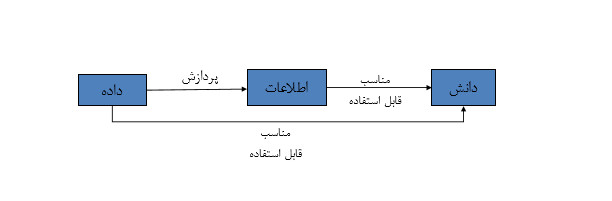 داده
پردازش
اطلاعات
مناسب
قابل استفاده
دانش
مناسب
قابل استفاده